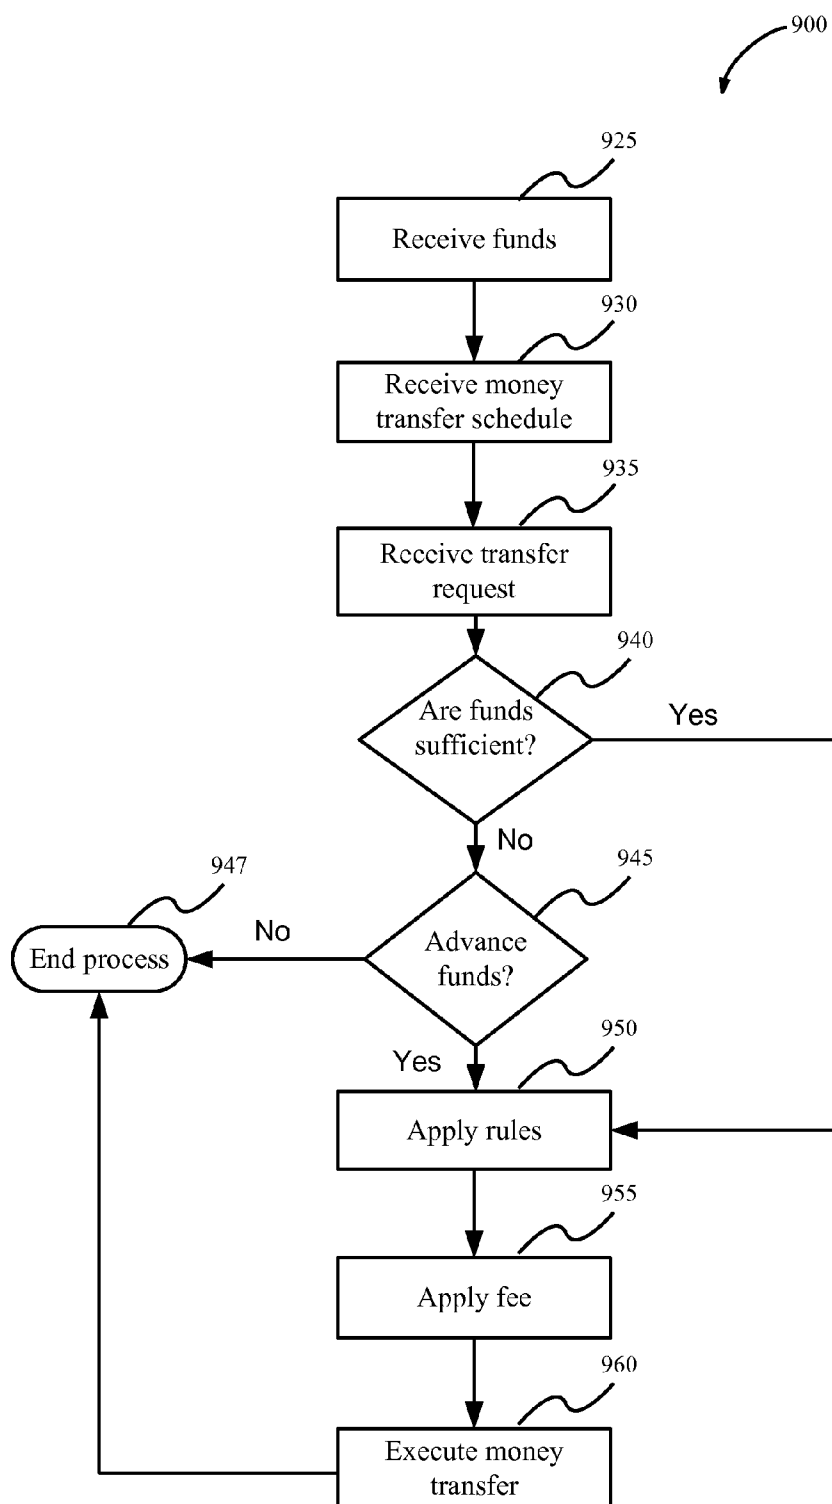 900
925
Receive funds
930
Receive money
transfer schedule
935
Receive transfer
request
940
Are funds
sufficient?
Yes
No
947
945
End process
No
Advance
funds?
Yes
950
Apply rules
955
Apply fee
960
Execute money
transfer